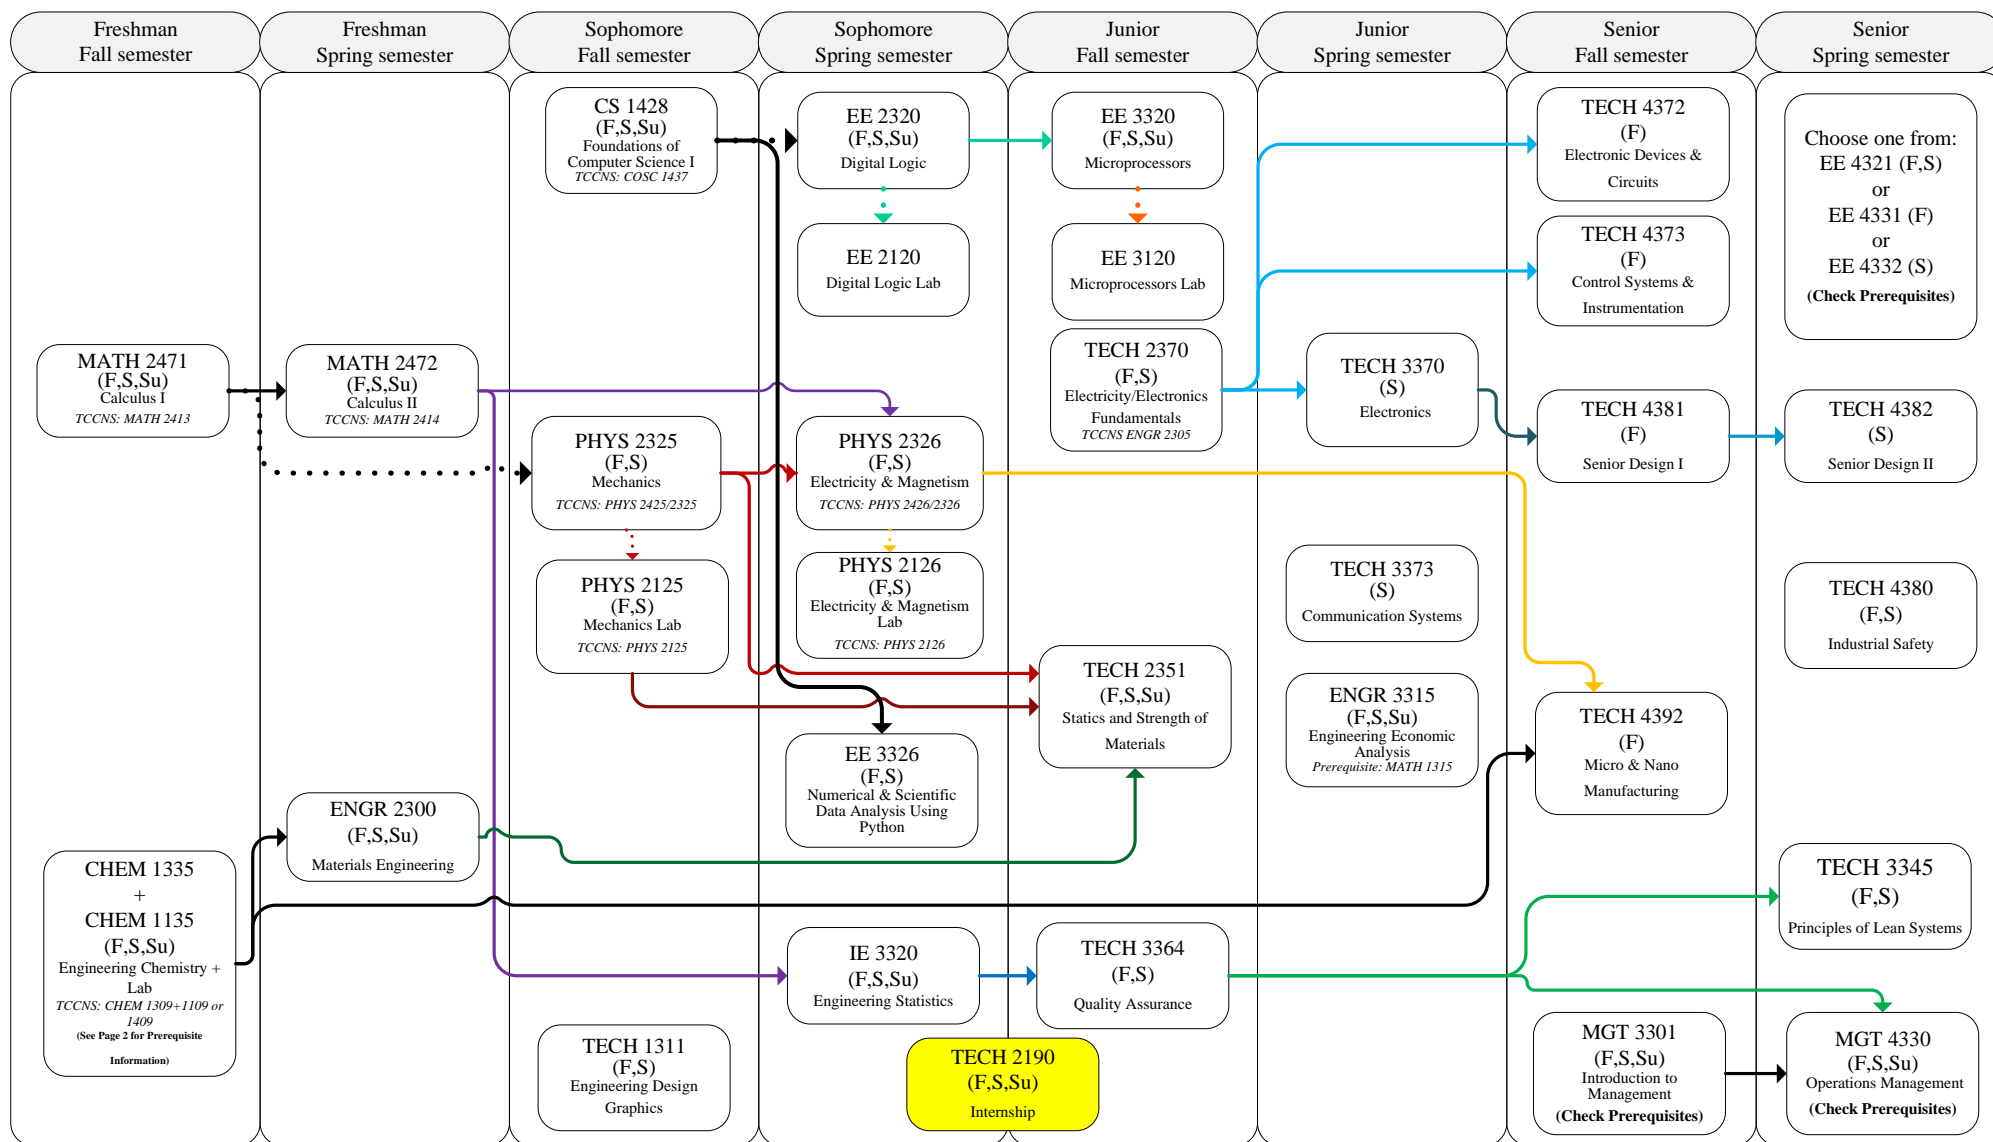 Freshman
Fall semester
Freshman
Spring semester
Sophomore
Fall semester
Sophomore
Spring semester
Junior
Fall semester
Junior
Spring semester
Senior
Fall semester
Senior
Spring semester
MATH 2471
(F,S,Su)
Calculus I
TCCNS: MATH 2413
CHEM 1335
+
CHEM 1135
(F,S,Su)
Engineering Chemistry +
Lab
TCCNS: CHEM 1309+1109 or
1409
(See Page 2 for Prerequisite
Information)
MATH 2472
(F,S,Su)
Calculus II
TCCNS: MATH 2414
ENGR 2300
(F,S,Su)
Materials Engineering
CS 1428
(F,S,Su)
Foundations of
Computer Science I
TCCNS: COSC 1437
PHYS 2325
(F,S)
Mechanics
TCCNS: PHYS 2425/2325
PHYS 2125
(F,S)
Mechanics Lab
TCCNS: PHYS 2125
TECH 1311
(F,S)
Engineering Design
Graphics
EE 2320
(F,S,Su)
Digital Logic
EE 2120
Digital Logic Lab
PHYS 2326
(F,S)
Electricity & Magnetism
TCCNS: PHYS 2426/2326
PHYS 2126
(F,S)
Electricity & Magnetism
Lab
TCCNS: PHYS 2126
EE 3326
(F,S)
Numerical & Scientific
Data Analysis Using
Python
IE 3320
(F,S,Su)
Engineering Statistics
TECH 2190
(F,S,Su)
Internship
EE 3320
(F,S,Su)
Microprocessors
EE 3120
Microprocessors Lab
TECH 2370
(F,S)
Electricity/Electronics
Fundamentals
TCCNS ENGR 2305
TECH 2351
(F,S,Su)
Statics and Strength of
Materials
TECH 3364
(F,S)
Quality Assurance
TECH 3370
(S)
Electronics
TECH 3373
(S)
Communication Systems
ENGR 3315
(F,S,Su)
Engineering Economic
Analysis
Prerequisite: MATH 1315
TECH 4372
(F)
Electronic Devices &
Circuits
TECH 4373
(F)
Control Systems &
Instrumentation
TECH 4381
(F)
Senior Design I
TECH 4392
(F)
Micro & Nano
Manufacturing
MGT 3301
(F,S,Su)
Introduction to
Management
(Check Prerequisites)
Choose one from:
EE 4321 (F,S)
or
EE 4331 (F)
or
EE 4332 (S)
(Check Prerequisites)
TECH 4382
(S)
Senior Design II
TECH 4380
(F,S)
Industrial Safety
TECH 3345
(F,S)
Principles of Lean Systems
MGT 4330
(F,S,Su)
Operations Management
(Check Prerequisites)